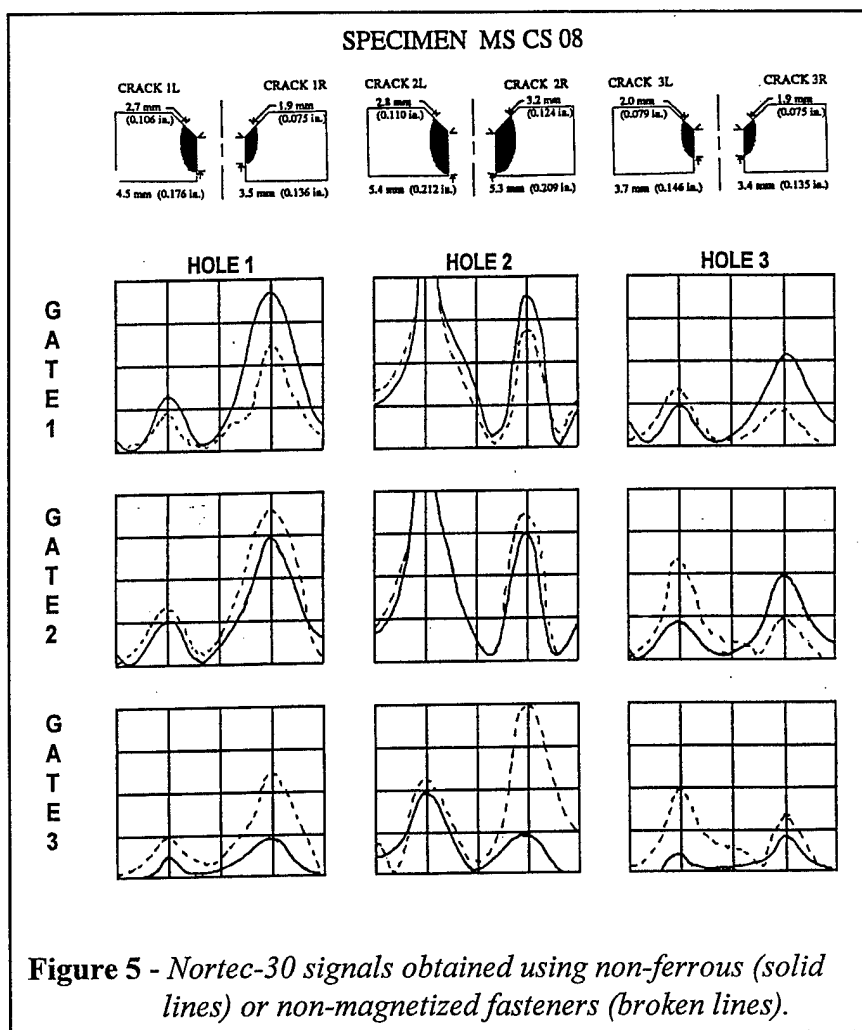 SPECIMEN MS CS 08
CRACK 1L
2.7 mm
(0.106 in.)
4.5 mm (0.176 in.)
CRACK 1R
1.9 mm
(0.075 in.)
3.5 mm (0.136 in.)
CRACK 2L
2.8 mm
(0.110 in.)
5.4 mm (0.212 in.)
CRACK 2R
3.2 mm
(0.124 in.)
5.3 mm (0.209 in.)
CRACK 3L
2.0 mm
(0.079 in.)
3.7 mm (0.146 in.)
CRACK 3R
1.9 mm
(0.075 in.)
3.4 mm (0.135 in.)
HOLE 1
HOLE 2
HOLE 3
GATE 1
GATE 2
GATE 3
Figure 5 - Nortec-30 signals obtained using non-ferrous (solid
lines) or non-magnetized fasteners (broken lines).